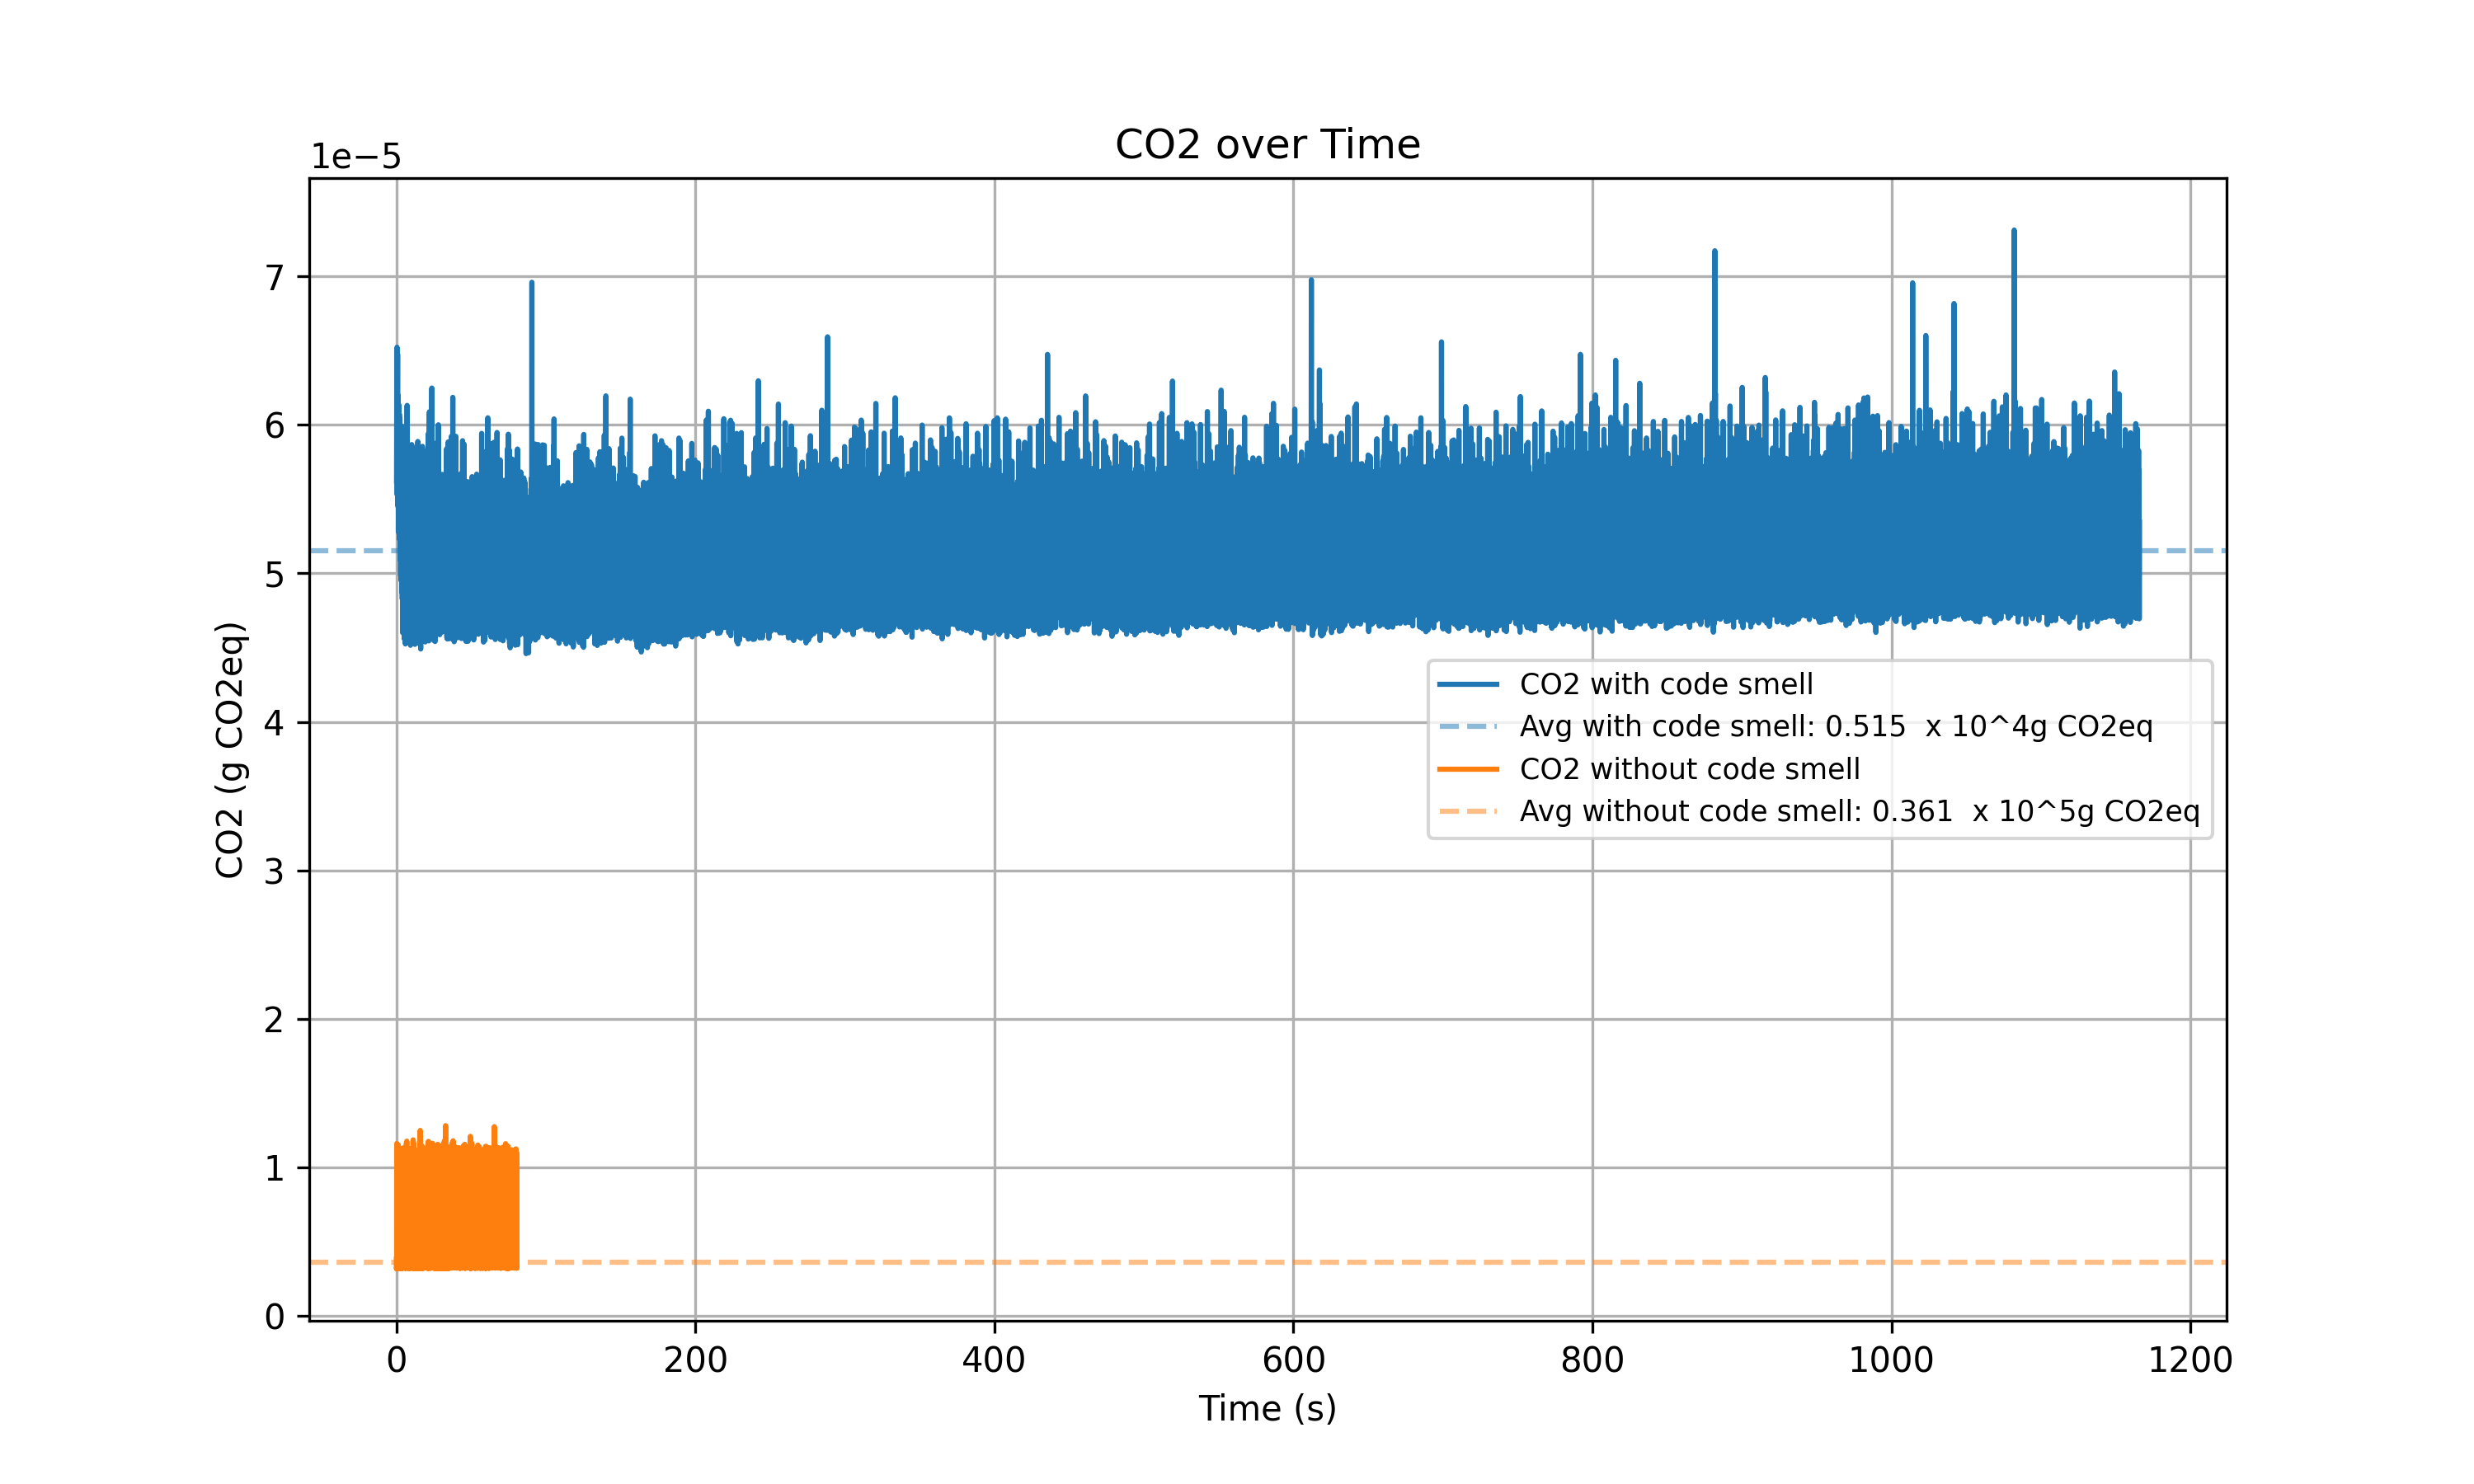 CO2 over Time
1e−5
7
6
5
4
3
2
1
0
CO2 (g CO2eq)
CO2 with code smell
Avg with code smell: 0.515  x 10^4g CO2eq
CO2 without code smell
Avg without code smell: 0.361  x 10^5g CO2eq
0 200 400 600 800 1000 1200
Time (s)